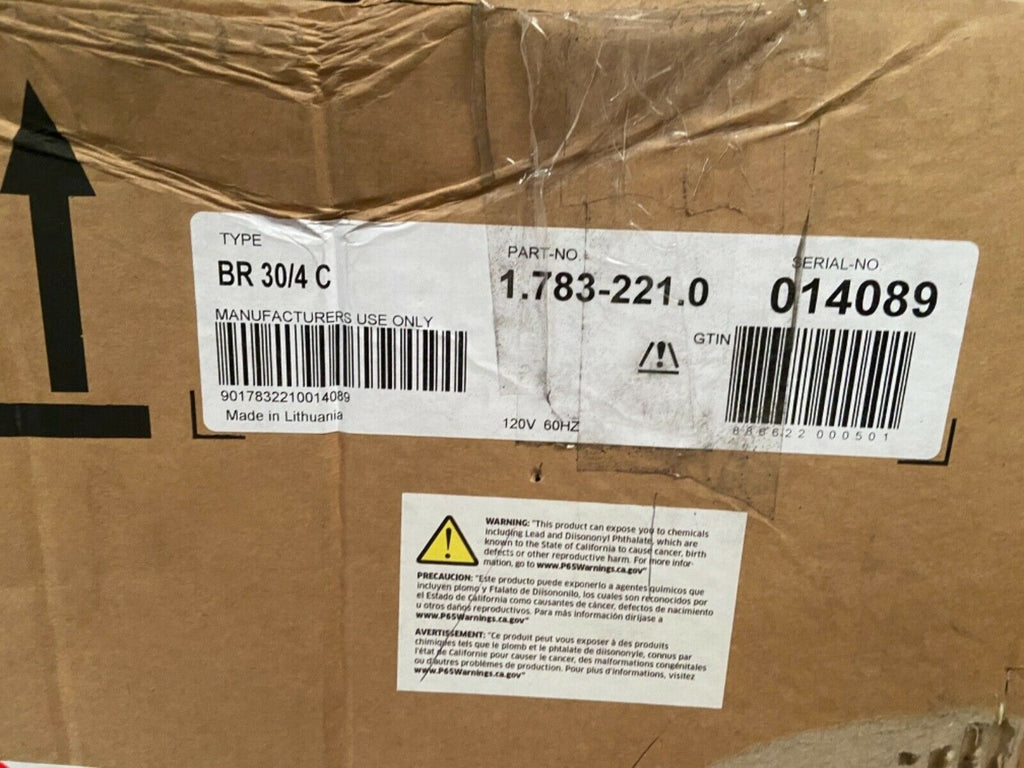 TYPE
BR 30/4 C
MANUFACTURERS USE ONLY
9017832210014089
Made in Lithuania
PART-NO.
1.783-221.0
120V 60HZ
SERIAL-NO.
014089
GTIN
886622000501
WARNING: "This product can expose you to chemicals
including Lead and Diisononyl Phthalate, which are
known to the State of California to cause cancer, birth
defects or other reproductive harm. For more infor-
mation, go to www.P65Warnings.ca.gov"
PRECAUCION: "Este producto puede exponerlo a agentes quimicos que
incluyen plomo y Ftalato de Diisononilo, los cuales son reconocidos por
el Estado de California como causantes de cáncer, defectos de nacimiento
u otros daños reproductivos. Para más información diríjase a
www.P65Warnings.ca.gov"
AVERTISSEMENT: "Ce produit peut vous exposer à des produits
chimiques tels que le plomb et le phtalate de diisononyle, connus par
l'état de Californie pour causer le cancer, des malformations congénitales
ou d'autres problèmes de production. Pour plus d'informations, visitez
www.P65Warnings.ca.gov"